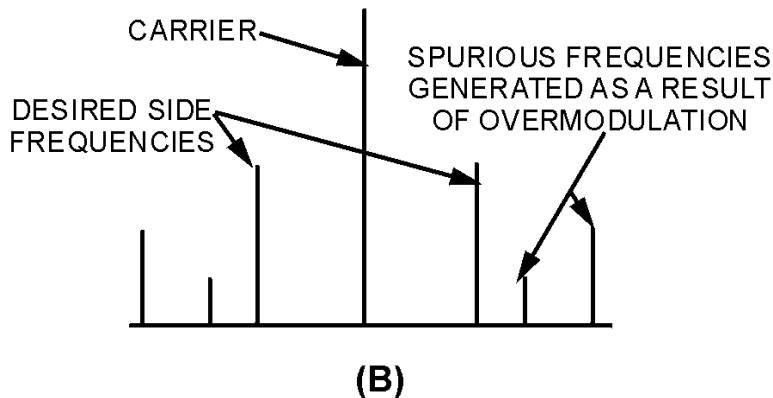 CARRIER
SPURIOUS FREQUENCIES
GENERATED AS A RESULT
OF OVERMODULATION
DESIRED SIDE
FREQUENCIES
(B)